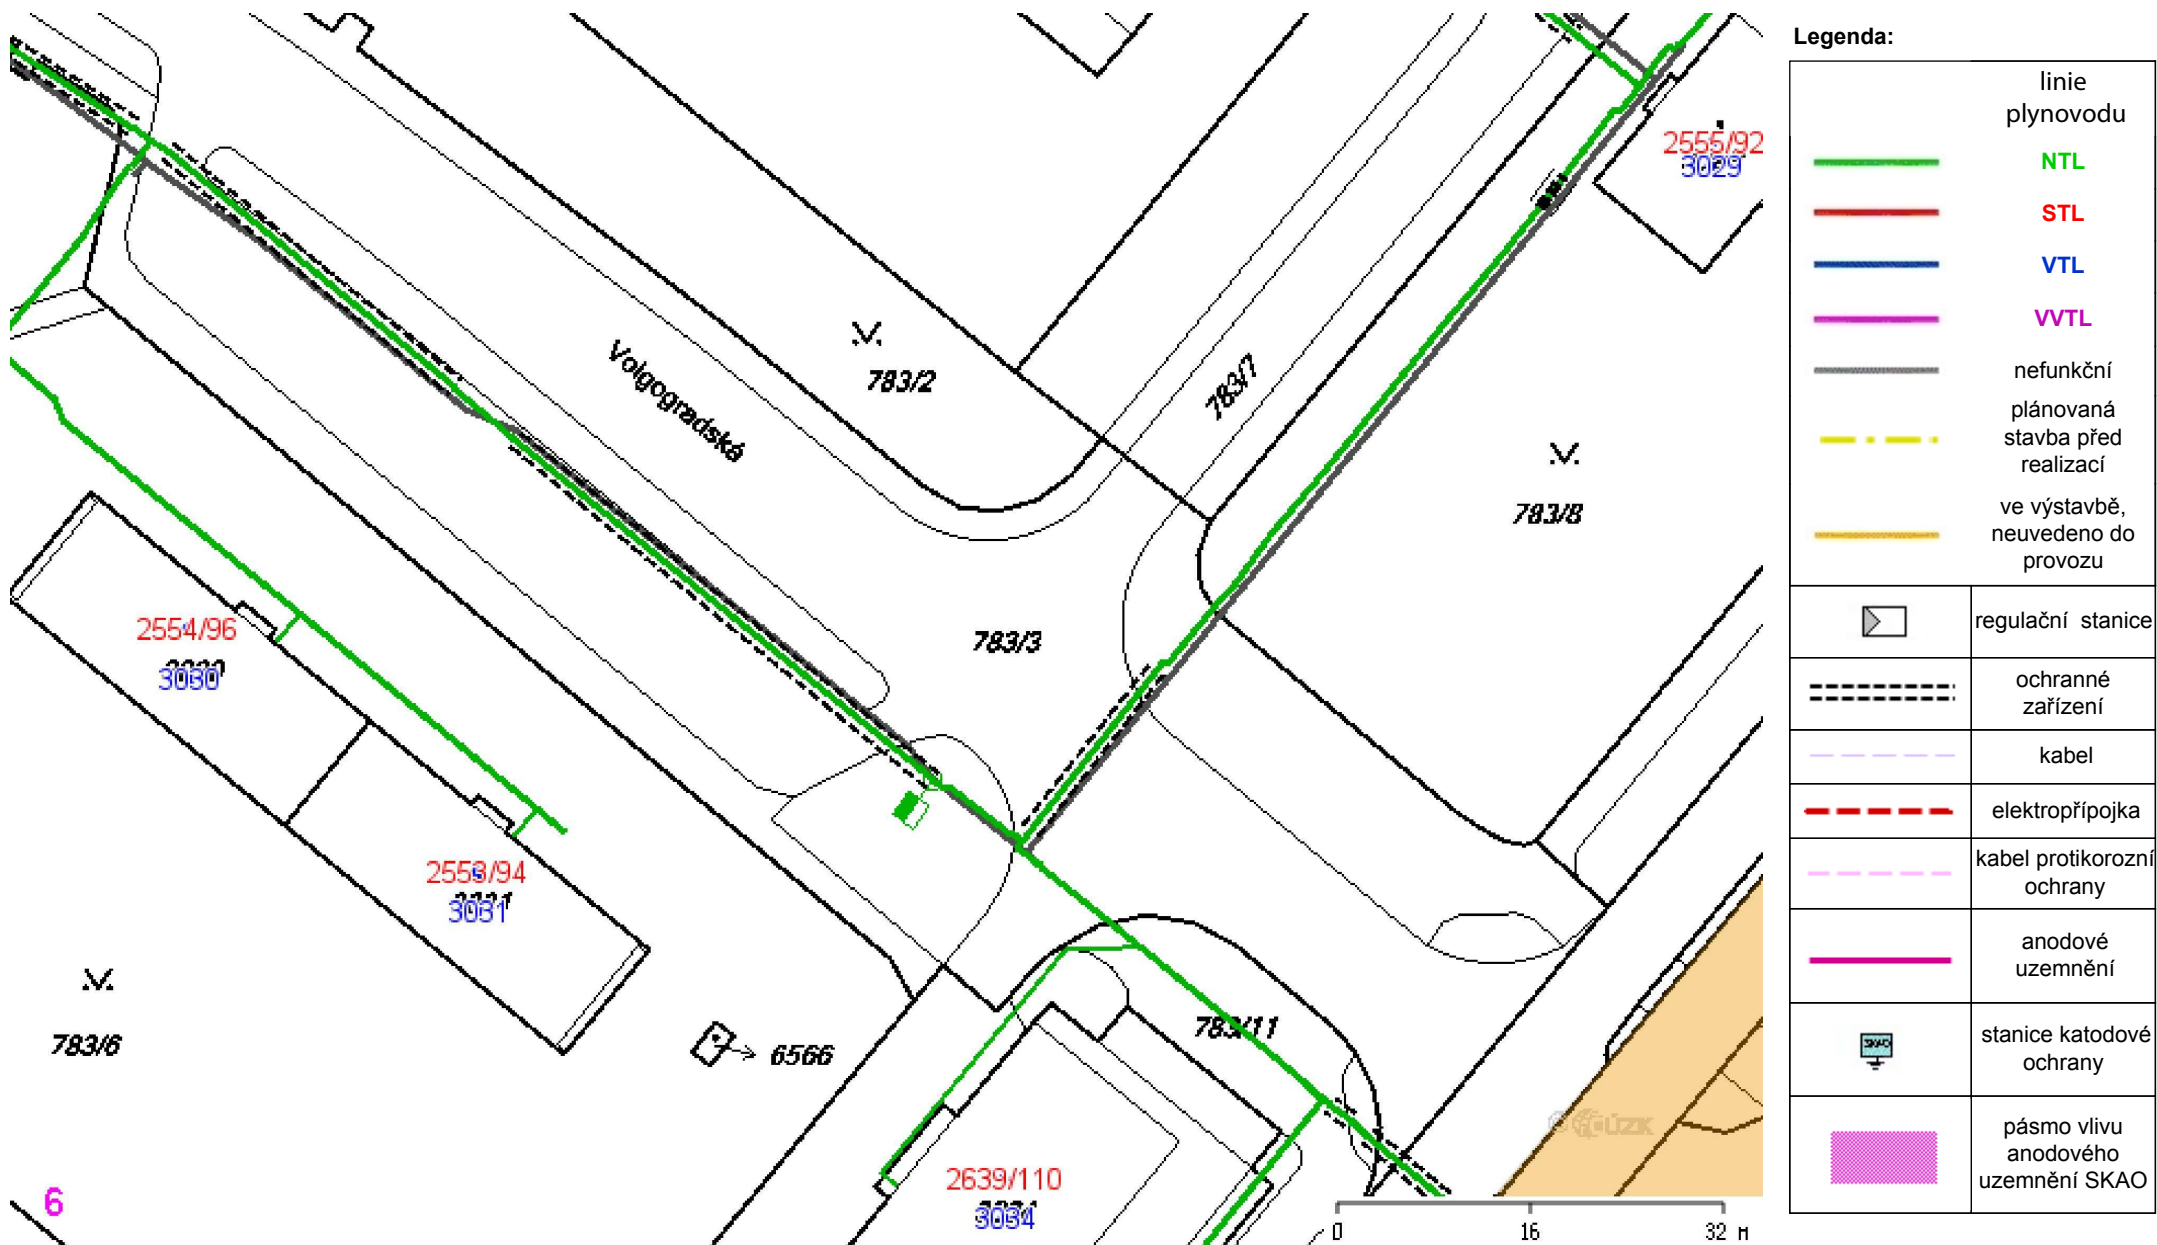 Legenda:
linie
plynovodu
NTL
STL
VTL
VVTL
nefunkční
plánovaná
stavba před
realizací
ve výstavbě,
neuvedeno do
provozu
regulační stanice
ochranné
zařízení
kabel
elektropřípojka
kabel protikorozní
ochrany
anodové
uzemnění
SKAO
stanice katodové
ochrany
pásmo vlivu
anodového
uzemnění SKAO
2555/92
3029
783/2
Volgogradská
783/7
783/8
783/3
2554/96
3030
2553/94
3031
783/6
6566
783/11
2639/110
3034
6
© ČÚZK
0 16 32 M